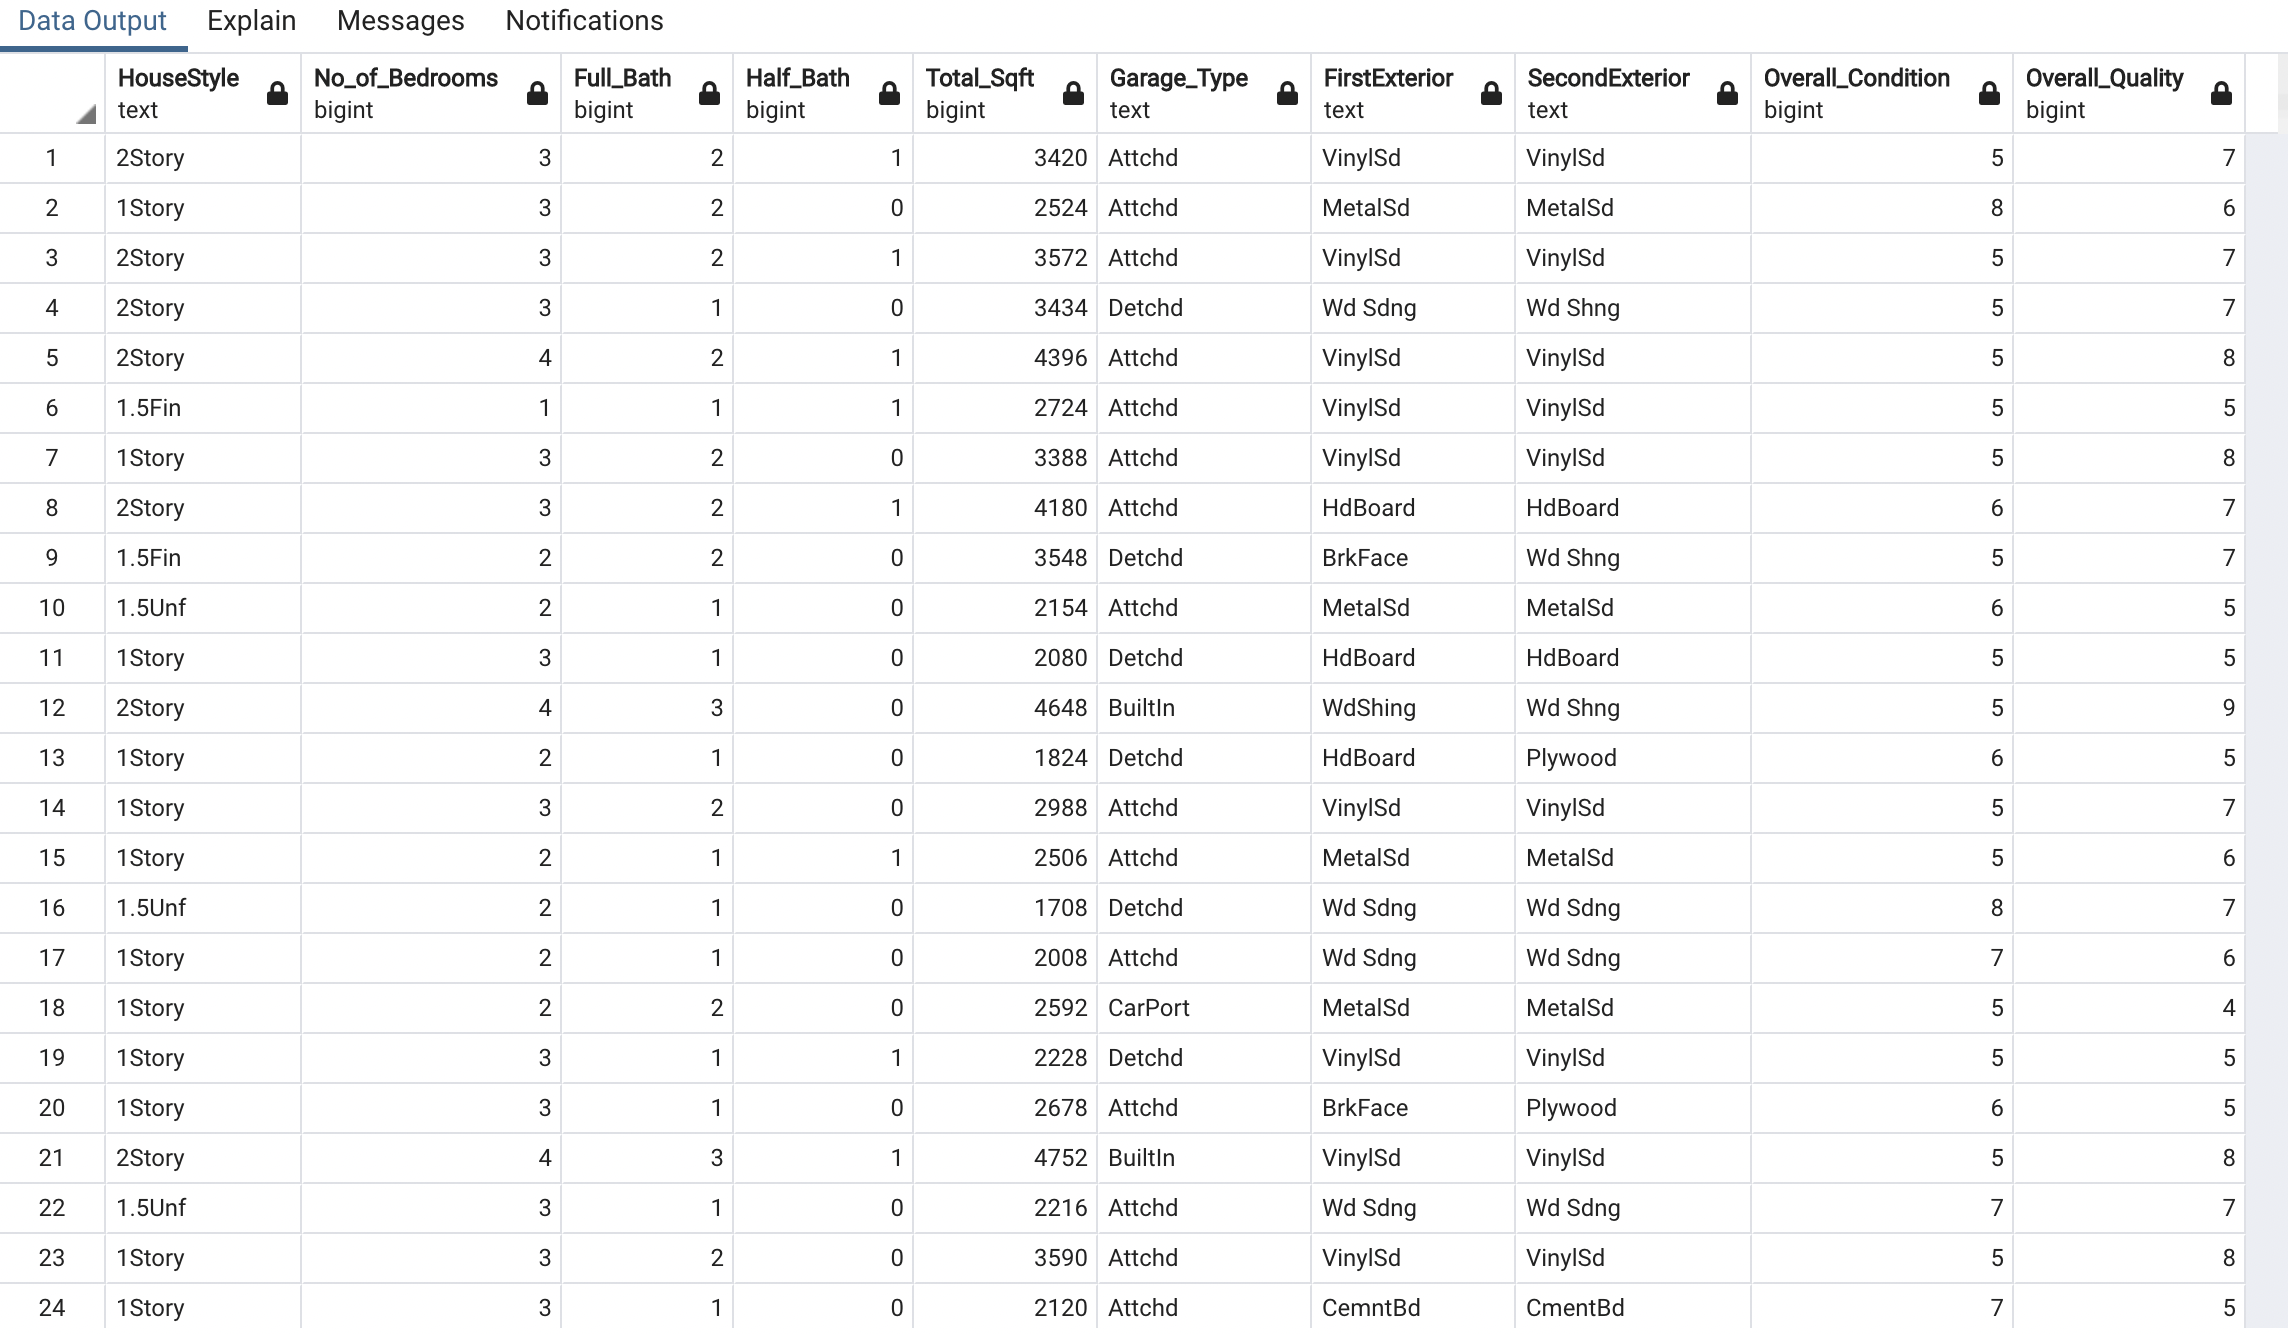 Data Output Explain Messages Notifications
HouseStyle No_of_Bedrooms Full_Bath Half_Bath Total_Sqft Garage_Type FirstExterior SecondExterior Overall_Condition Overall_Quality
text bigint bigint bigint bigint text text text bigint bigint
1 2Story 3 2 1 3420 Attchd VinylSd VinylSd 5 7
2 1Story 3 2 0 2524 Attchd MetalSd MetalSd 8 6
3 2Story 3 2 1 3572 Attchd VinylSd VinylSd 5 7
4 2Story 3 1 0 3434 Detchd Wd Sdng Wd Shng 5 7
5 2Story 4 2 1 4396 Attchd VinylSd VinylSd 5 8
6 1.5Fin 1 1 1 2724 Attchd VinylSd VinylSd 5 5
7 1Story 3 2 0 3388 Attchd VinylSd VinylSd 5 8
8 2Story 3 2 1 4180 Attchd HdBoard HdBoard 6 7
9 1.5Fin 2 2 0 3548 Detchd BrkFace Wd Shng 5 7
10 1.5Unf 2 1 0 2154 Attchd MetalSd MetalSd 6 5
11 1Story 3 1 0 2080 Detchd HdBoard HdBoard 5 5
12 2Story 4 3 0 4648 BuiltIn WdShing Wd Shng 5 9
13 1Story 2 1 0 1824 Detchd HdBoard Plywood 6 5
14 1Story 3 2 0 2988 Attchd VinylSd VinylSd 5 7
15 1Story 2 1 1 2506 Attchd MetalSd MetalSd 5 6
16 1.5Unf 2 1 0 1708 Detchd Wd Sdng Wd Sdng 8 7
17 1Story 2 1 0 2008 Attchd Wd Sdng Wd Sdng 7 6
18 1Story 2 2 0 2592 CarPort MetalSd MetalSd 5 4
19 1Story 3 1 1 2228 Detchd VinylSd VinylSd 5 5
20 1Story 3 1 0 2678 Attchd BrkFace Plywood 6 5
21 2Story 4 3 1 4752 BuiltIn VinylSd VinylSd 5 8
22 1.5Unf 3 1 0 2216 Attchd Wd Sdng Wd Sdng 7 7
23 1Story 3 2 0 3590 Attchd VinylSd VinylSd 5 8
24 1Story 3 1 0 2120 Attchd CemntBd CmentBd 7 5